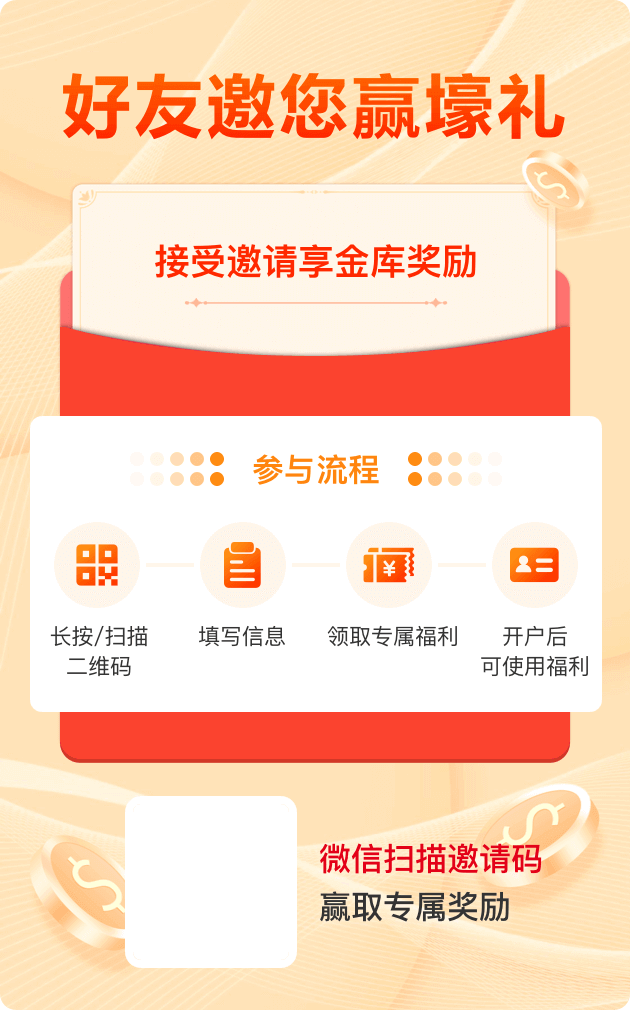 好友邀您赢壕礼
接受邀请享金库奖励
参与流程
长按/扫描
二维码
填写信息
领取专属福利
开户后
可使用福利
微信扫描邀请码
赢取专属奖励